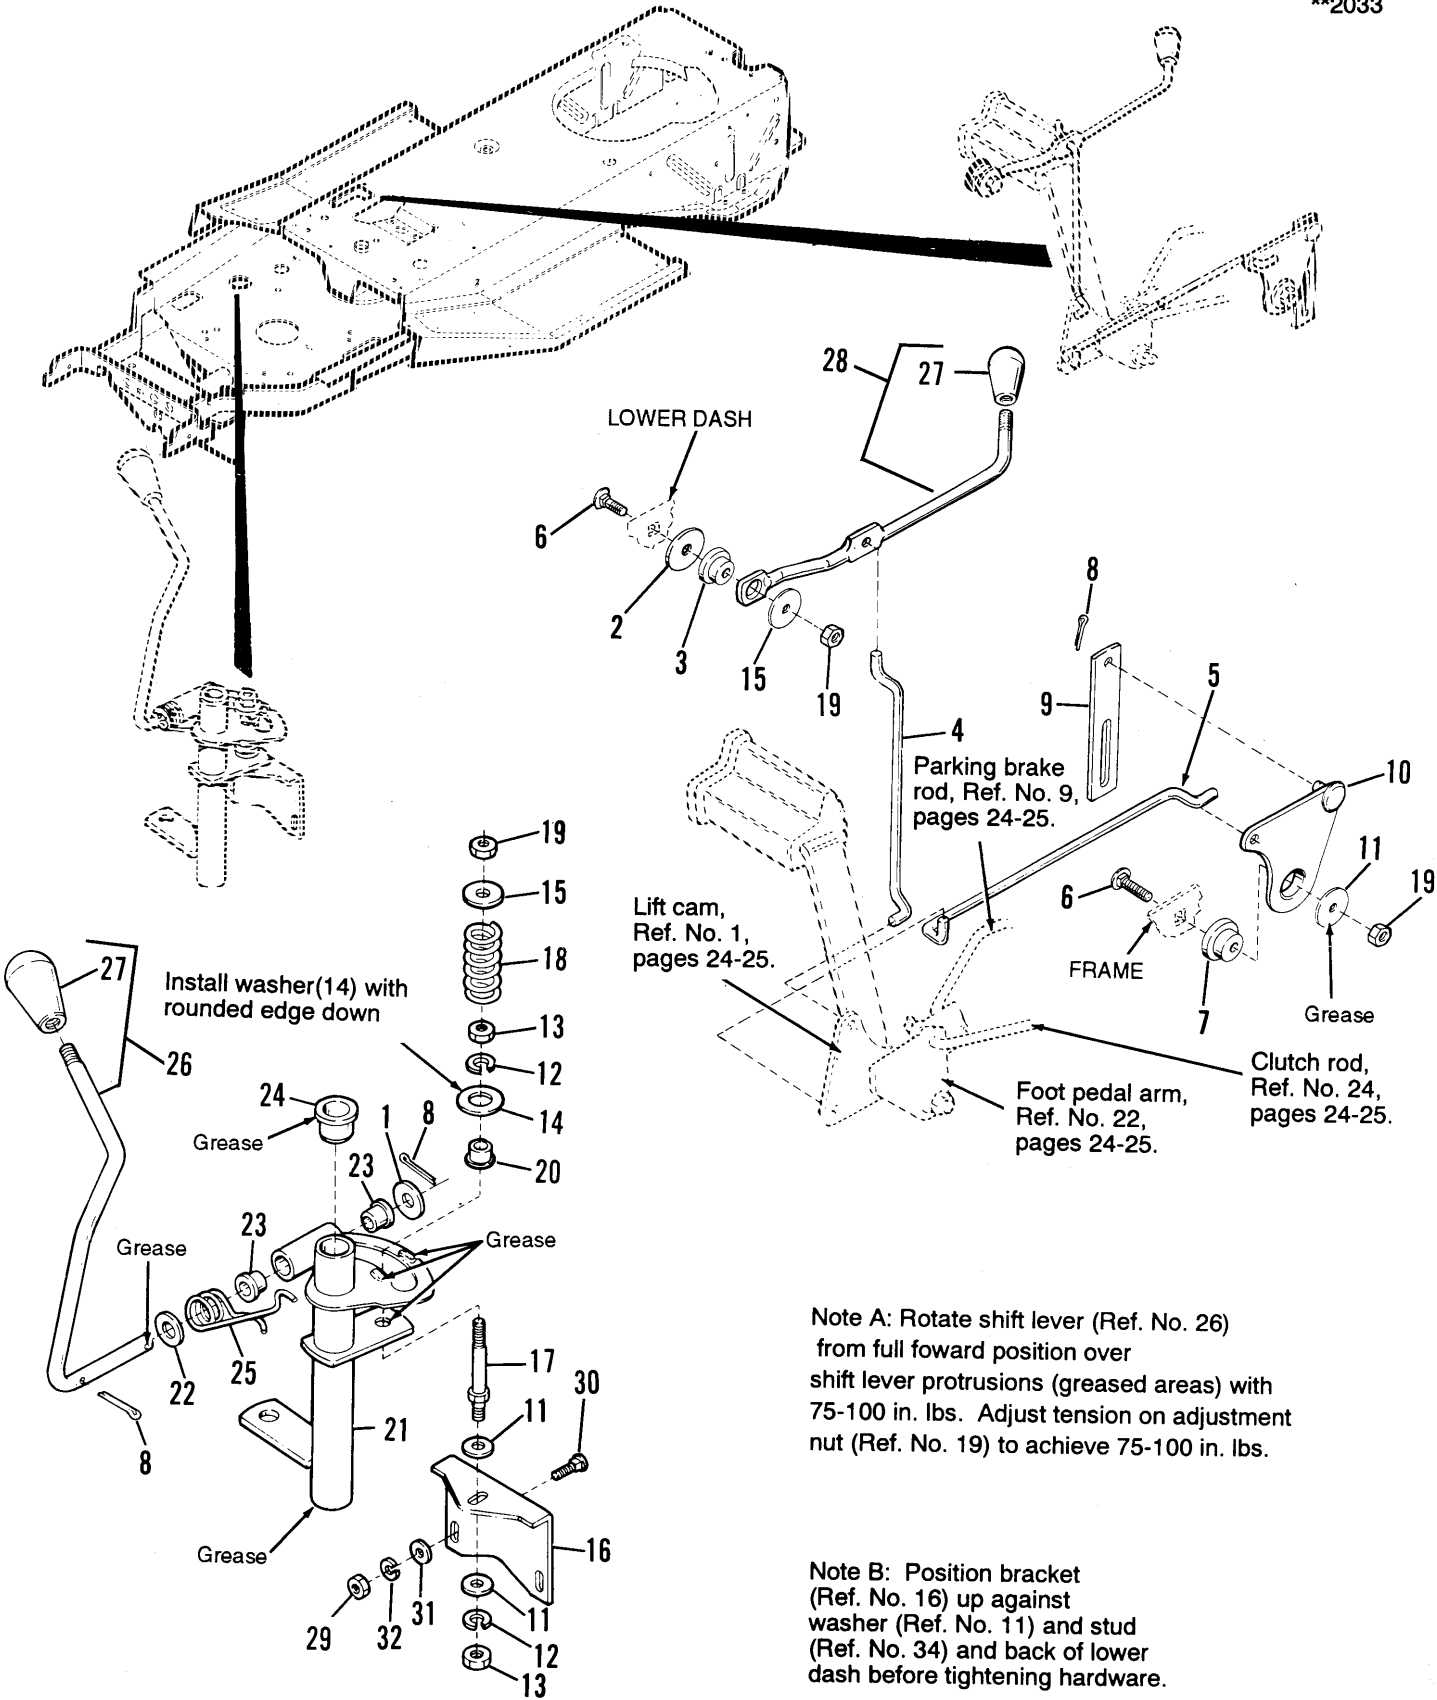 **2033
28
27
LOWER DASH
6
2
3
15
19
8
9
5
4
10
Parking brake
rod, Ref. No. 9,
pages 24-25.
11
19
6
FRAME
7
Grease
Lift cam,
Ref. No. 1,
pages 24-25.
Clutch rod,
Ref. No. 24,
pages 24-25.
Foot pedal arm,
Ref. No. 22,
pages 24-25.
19
15
18
13
12
14
20
27
26
Install washer(14) with
rounded edge down
24
Grease
1
8
23
23
Grease
Grease
22
25
8
21
Grease
17
30
11
16
11
12
13
31
32
29
Note A: Rotate shift lever (Ref. No. 26)
from full foward position over
shift lever protrusions (greased areas) with
75-100 in. lbs. Adjust tension on adjustment
nut (Ref. No. 19) to achieve 75-100 in. lbs.
Note B: Position bracket
(Ref. No. 16) up against
washer (Ref. No. 11) and stud
(Ref. No. 34) and back of lower
dash before tightening hardware.